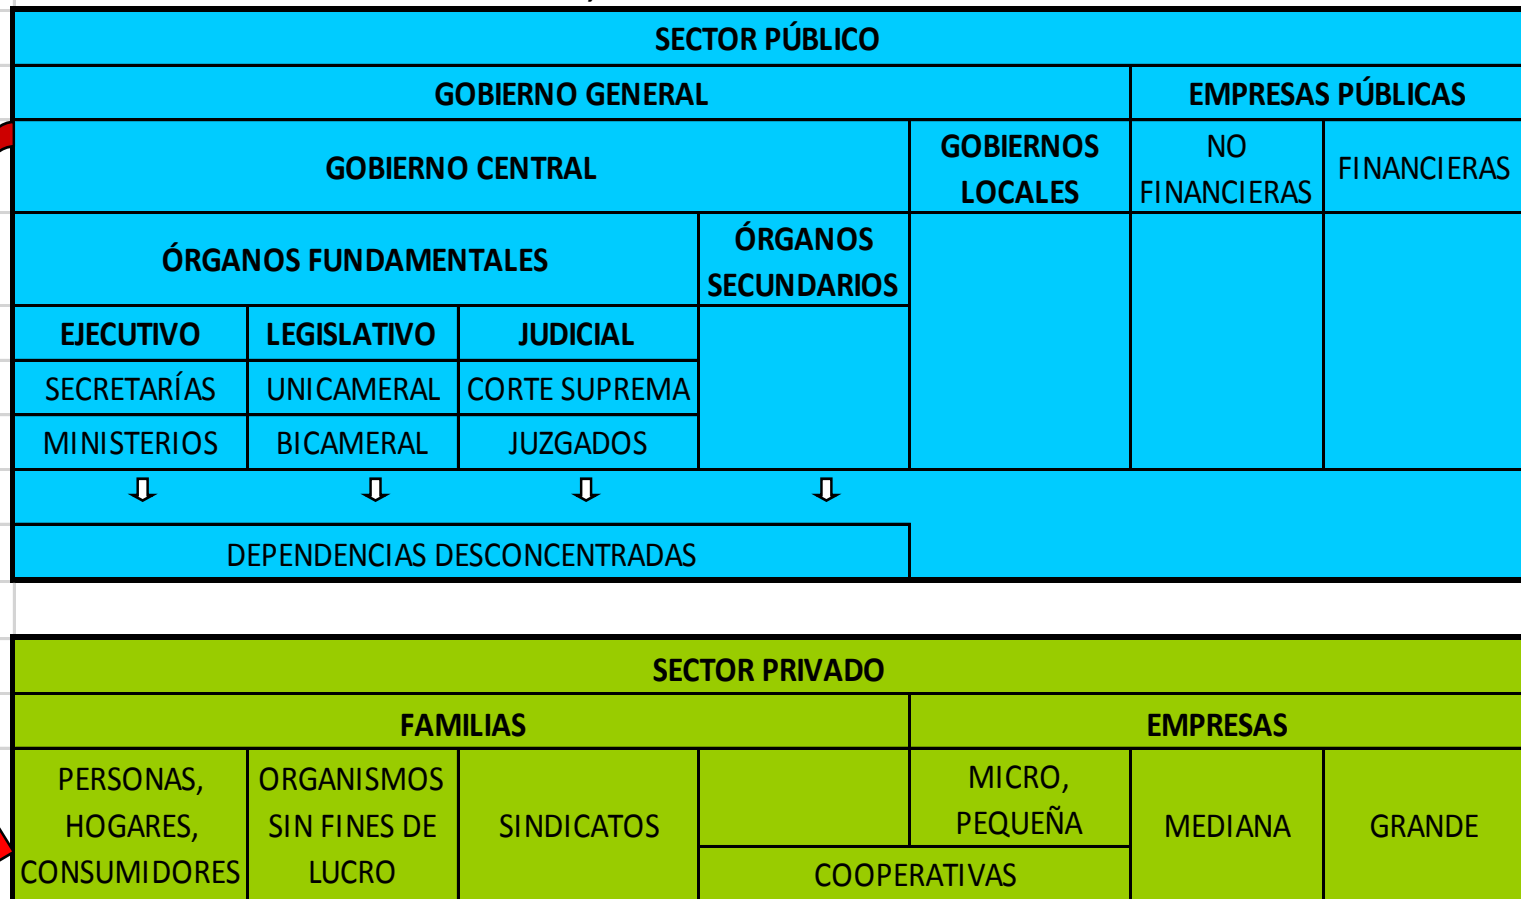 SECTOR PÚBLICO
GOBIERNO GENERAL
EMPRESAS PÚBLICAS
GOBIERNO CENTRAL
GOBIERNOS
LOCALES
NO
FINANCIERAS
FINANCIERAS
ÓRGANOS FUNDAMENTALES
ÓRGANOS
SECUNDARIOS
EJECUTIVO
LEGISLATIVO
JUDICIAL
SECRETARÍAS
UNICAMERAL
CORTE SUPREMA
MINISTERIOS
BICAMERAL
JUZGADOS
DEPENDENCIAS DESCONCENTRADAS
SECTOR PRIVADO
FAMILIAS
EMPRESAS
PERSONAS,
HOGARES,
CONSUMIDORES
ORGANISMOS
SIN FINES DE
LUCRO
SINDICATOS
MICRO,
PEQUEÑA
COOPERATIVAS
MEDIANA
GRANDE